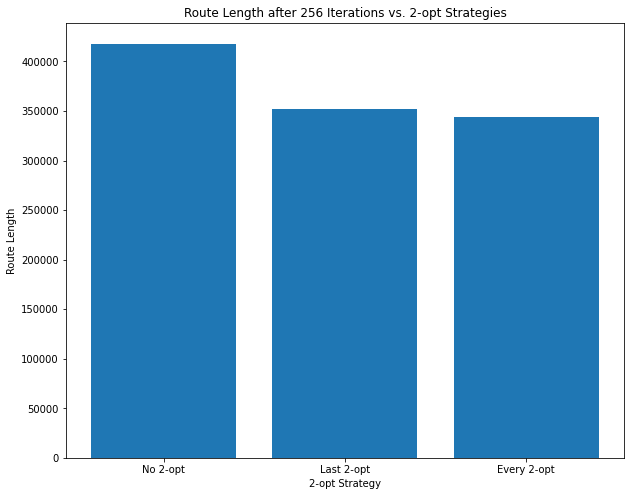 Route Length after 256 Iterations vs. 2-opt Strategies
400000
350000
300000
250000
200000
150000
100000
50000
0
Route Length
No 2-opt
Last 2-opt
Every 2-opt
2-opt Strategy